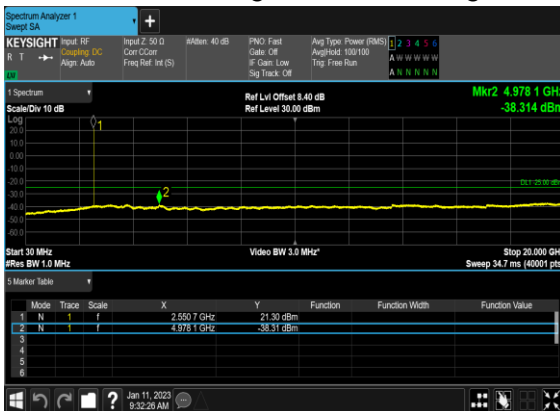 Spectrum Analyzer 1
Swept SA
KEYSIGHT Input: RF Input Z: 50 Ω #Atten: 40 dB PNO: Fast Avg Type: Power (RMS) 1 2 3 4 5 6
R T Coupling: DC Corr CCorr Gate: Off Avg|Hold: 100/100 A W W W W W
Align: Auto Freq Ref: Int (S) IF Gain: Low Trig: Free Run
LV Sig Track: Off A N N N N N
1 Spectrum Ref Lvl Offset 8.40 dB Mkr2 4.978 1 GHz
Scale/Div 10 dB Ref Level 30.00 dBm -38.314 dBm
Log
20.0
10.0
0.00
-10.0
-20.0
-30.0
-40.0
-50.0
-60.0
1
2
DL1 -25.00 dBm
Start 30 MHz Video BW 3.0 MHz* Stop 20.000 GHz
#Res BW 1.0 MHz Sweep 34.7 ms (40001 pts)
5 Marker Table
Mode Trace Scale X Y Function Function Width Function Value
1 N 1 f 2.550 7 GHz 21.30 dBm
2 N 1 f 4.978 1 GHz -38.31 dBm
3
4
5
6
? Jan 11, 2023
9:32:26 AM